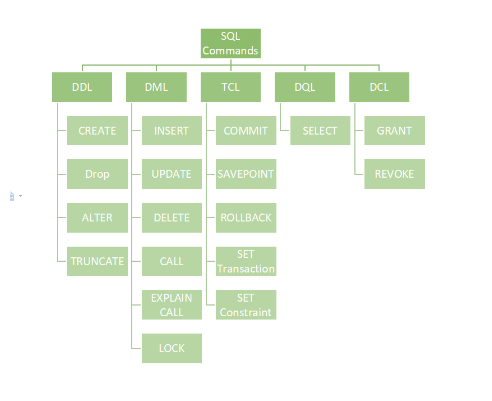 SQL
Commands
DDL
DML
TCL
DQL
DCL
CREATE
INSERT
COMMIT
SELECT
GRANT
Drop
UPDATE
SAVEPOINT
REVOKE
ALTER
DELETE
ROLLBACK
TRUNCATE
CALL
SET
Transaction
EXPLAIN
CALL
SET
Constraint
LOCK